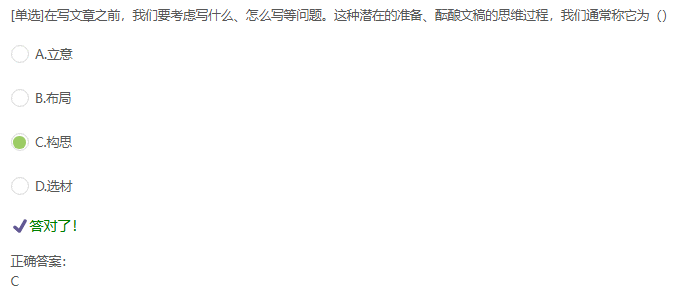 [单选]在写文章之前，我们要考虑写什么、怎么写等问题。这种潜在的准备、酝酿文稿的思维过程，我们通常称它为（）
A.立意
B.布局
C.构思
D.选材
答对了！
正确答案：
C